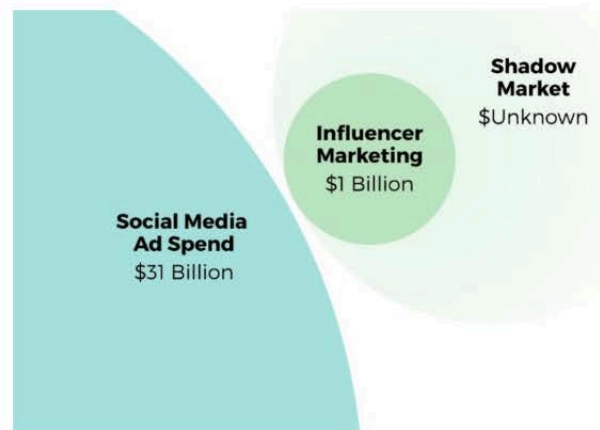 Shadow
Market
$Unknown
Influencer
Marketing
$1 Billion
Social Media
Ad Spend
$31 Billion